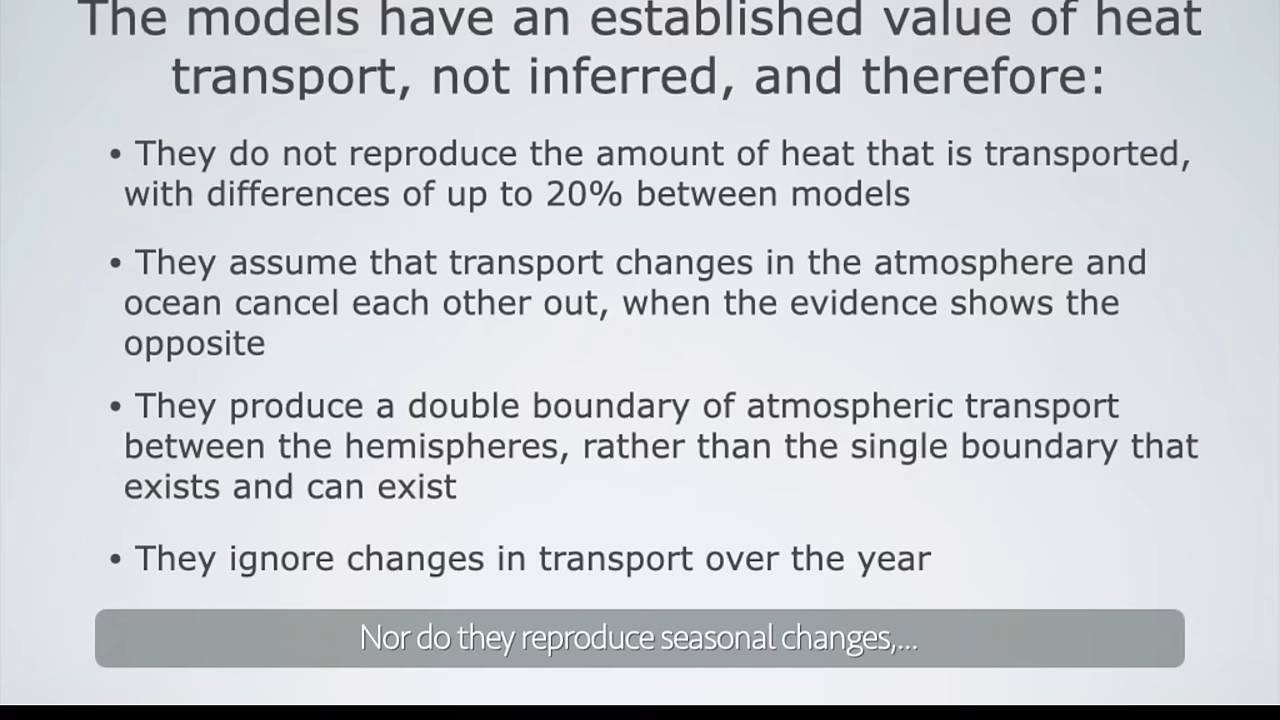 The models have an established value of heat
transport, not inferred, and therefore:
• They do not reproduce the amount of heat that is transported,
with differences of up to 20% between models
• They assume that transport changes in the atmosphere and
ocean cancel each other out, when the evidence shows the
opposite
• They produce a double boundary of atmospheric transport
between the hemispheres, rather than the single boundary that
exists and can exist
• They ignore changes in transport over the year
Nor do they reproduce seasonal changes,...